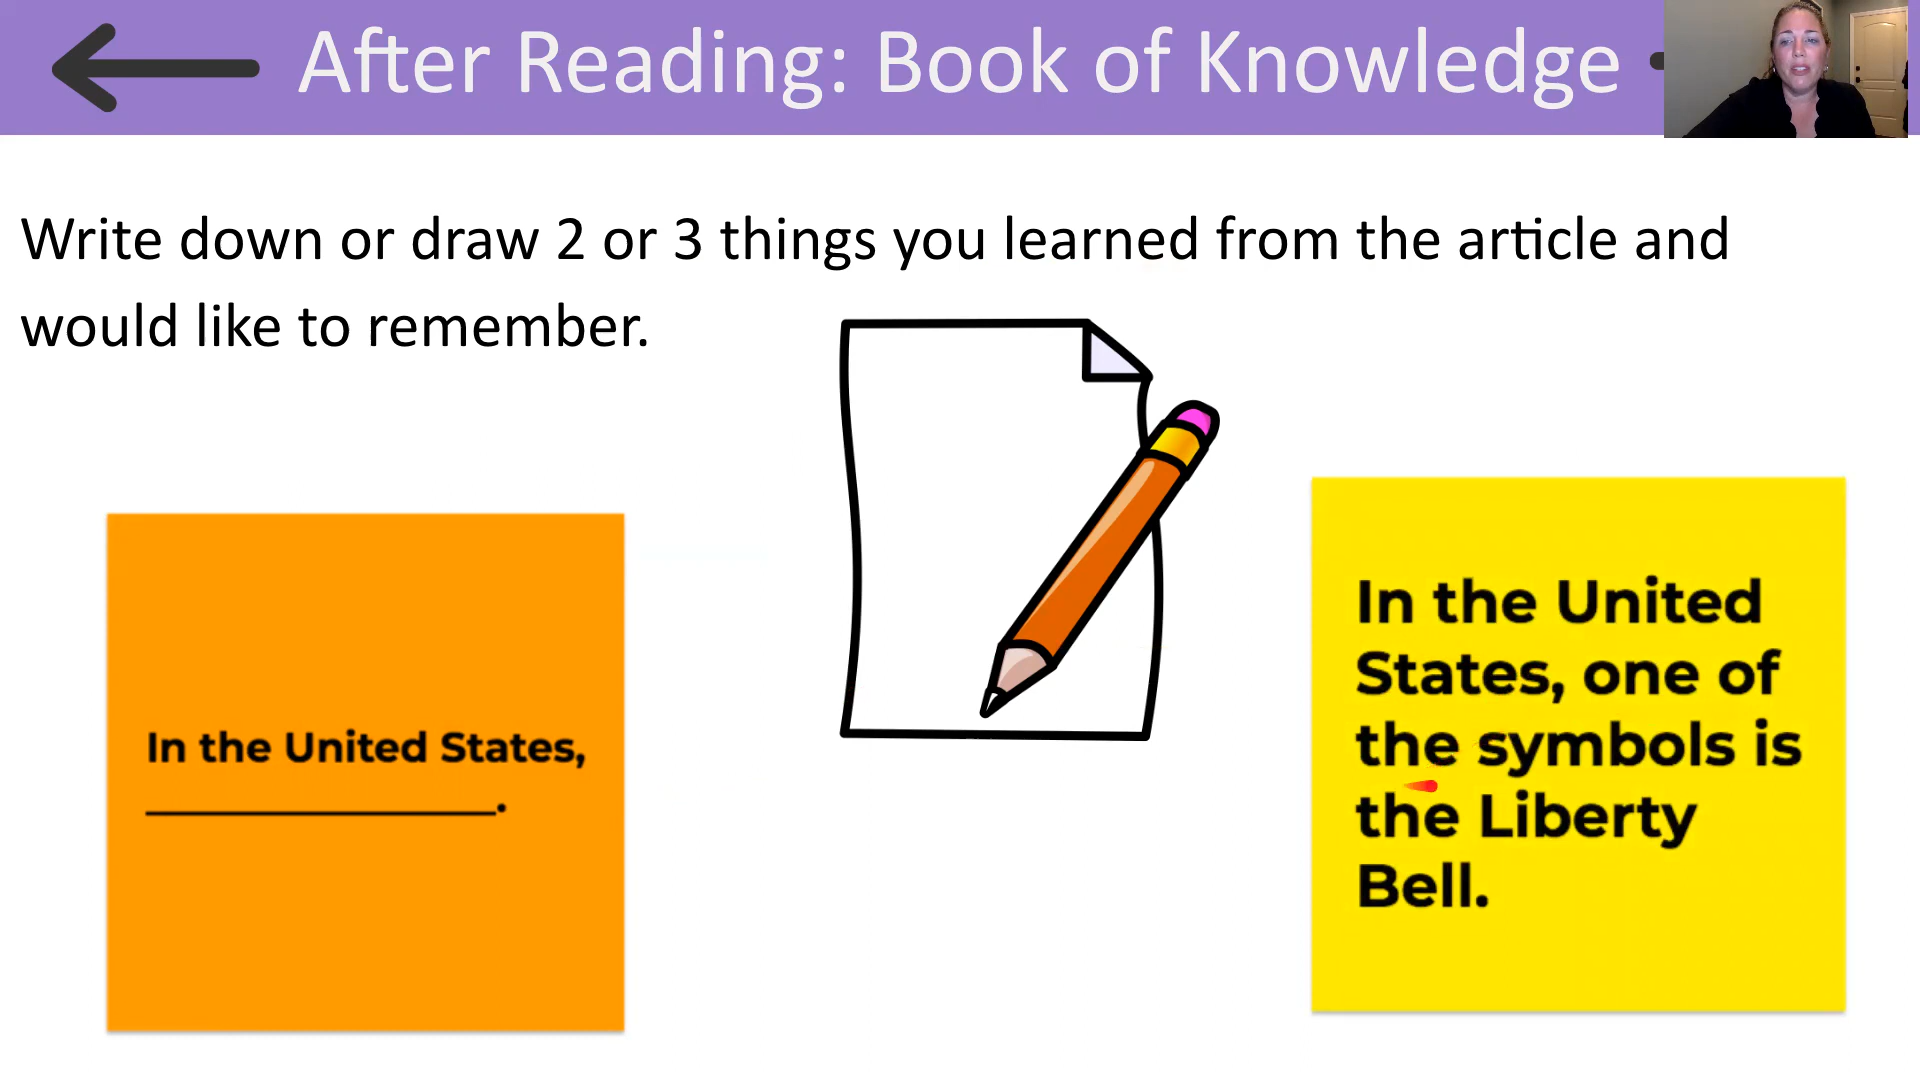 After Reading: Book of Knowledge
Write down or draw 2 or 3 things you learned from the article and
would like to remember.
In the United States,
____________________.
In the United
States, one of
the symbols is
the Liberty
Bell.